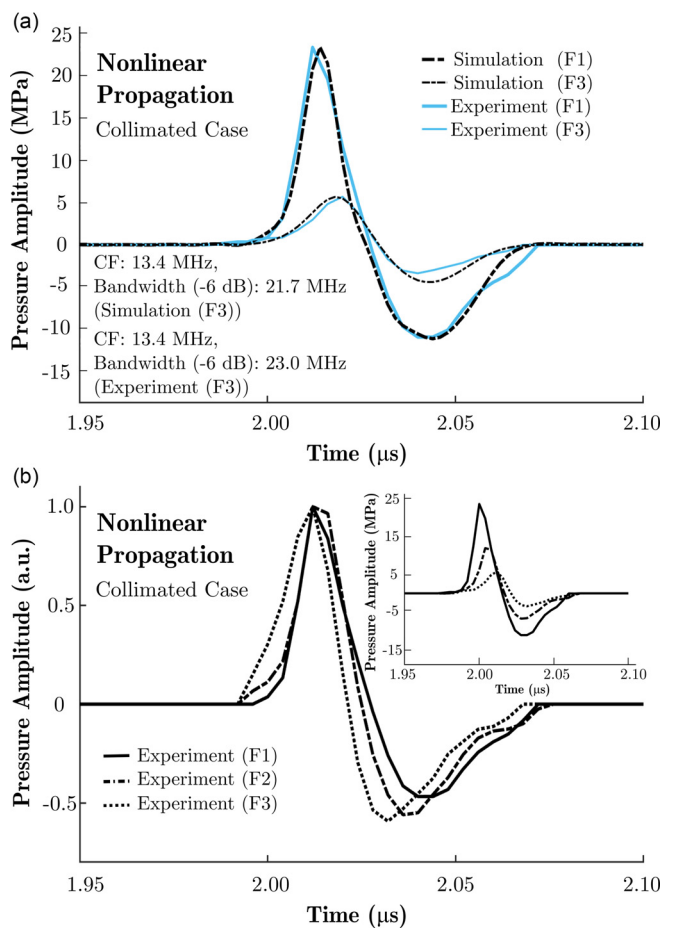 (a)
25
20
15
10
5
0
-5
-10
-15
Pressure Amplitude (MPa)
Nonlinear
Propagation
Collimated Case
Simulation (F1)
Simulation (F3)
Experiment (F1)
Experiment (F3)
CF: 13.4 MHz,
Bandwidth (-6 dB): 21.7 MHz
(Simulation (F3))
CF: 13.4 MHz,
Bandwidth (-6 dB): 23.0 MHz
(Experiment (F3))
1.95 2.00 2.05 2.10
Time (μs)
(b)
1.0
0.5
0
-0.5
Pressure Amplitude (a.u.)
Nonlinear
Propagation
Collimated Case
25
15
5
-5
-15
Pressure Amplitude (MPa)
1.95 2.00 2.05 2.10
Time (μs)
Experiment (F1)
Experiment (F2)
Experiment (F3)
1.95 2.00 2.05 2.10
Time (μs)